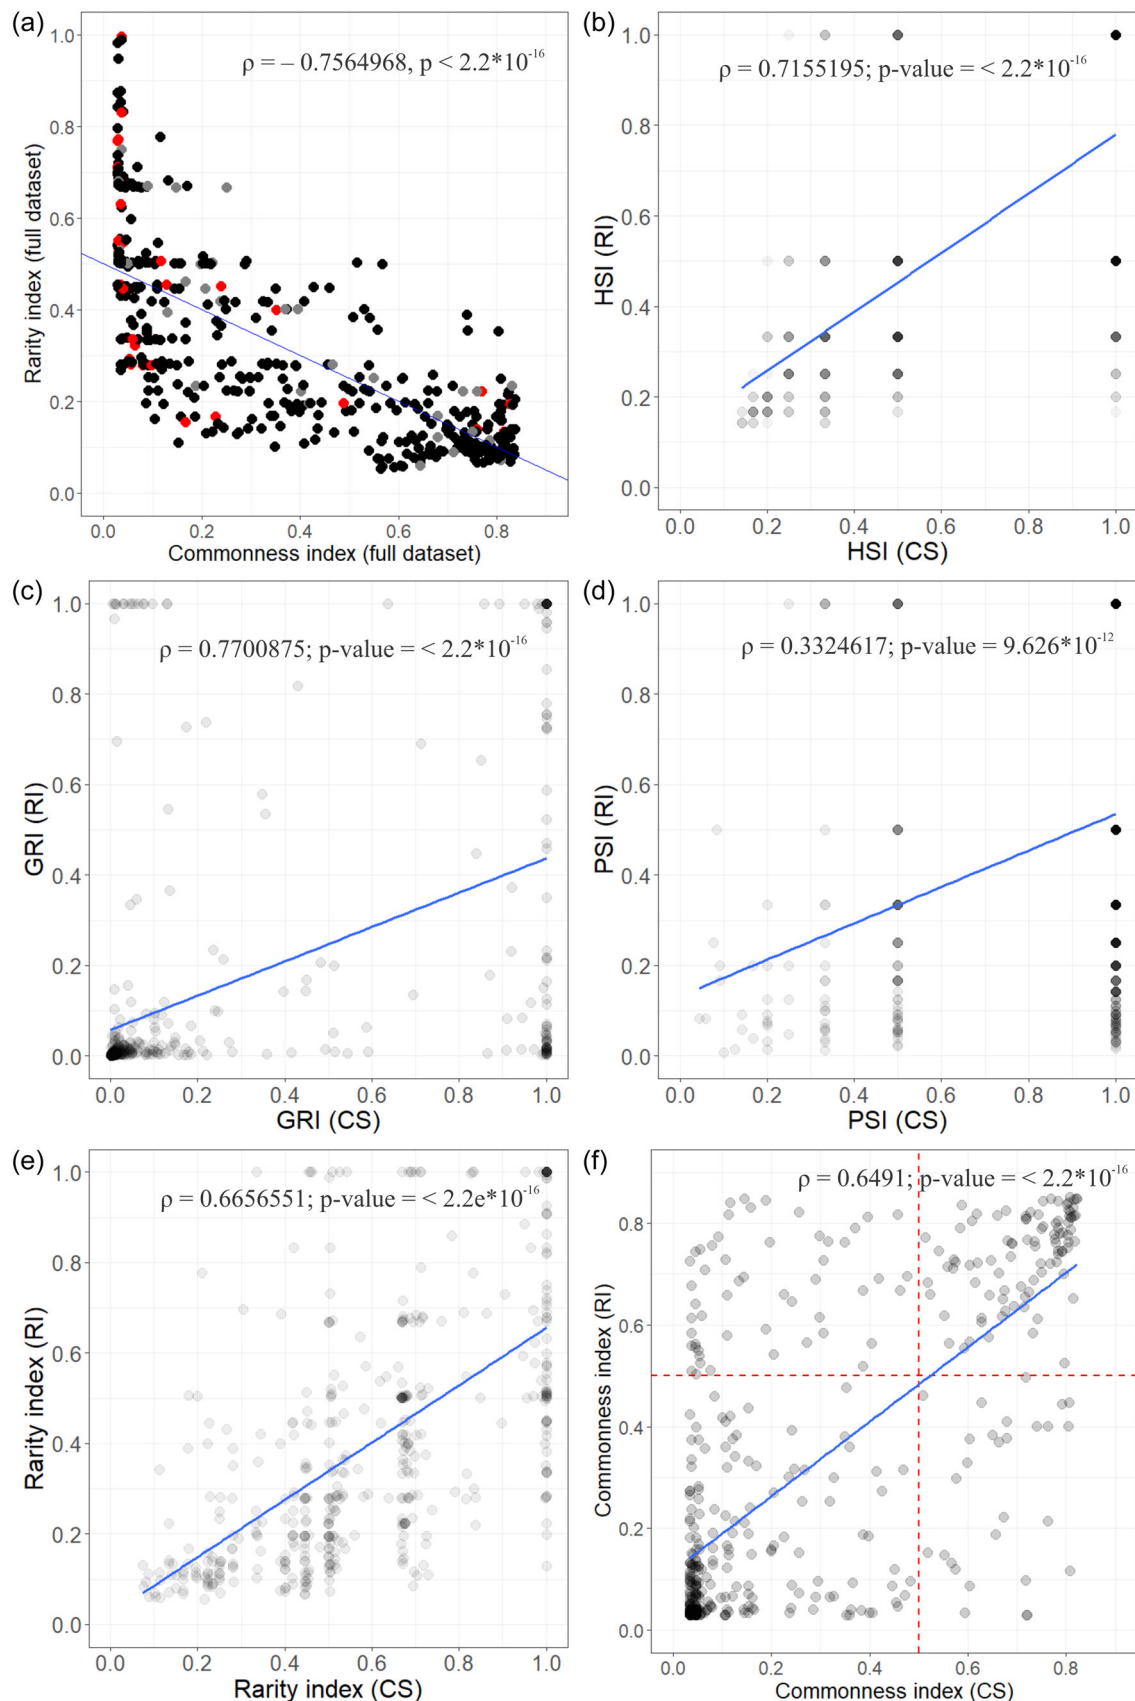 (a)
ρ = – 0.7564968, p < 2.2*10⁻¹⁶
Rarity index (full dataset)
1.0
0.8
0.6
0.4
0.2
0.0
0.0 0.2 0.4 0.6 0.8
Commonness index (full dataset)
(b)
ρ = 0.7155195; p-value = < 2.2*10⁻¹⁶
HSI (RI)
1.0
0.8
0.6
0.4
0.2
0.0
0.0 0.2 0.4 0.6 0.8 1.0
HSI (CS)
(c)
ρ = 0.7700875; p-value = < 2.2*10⁻¹⁶
GRI (RI)
1.0
0.8
0.6
0.4
0.2
0.0
0.0 0.2 0.4 0.6 0.8 1.0
GRI (CS)
(d)
ρ = 0.3324617; p-value = 9.626*10⁻¹²
PSI (RI)
1.0
0.8
0.6
0.4
0.2
0.0
0.0 0.2 0.4 0.6 0.8 1.0
PSI (CS)
(e)
ρ = 0.6656551; p-value = < 2.2e*10⁻¹⁶
Rarity index (RI)
1.0
0.8
0.6
0.4
0.2
0.0
0.0 0.2 0.4 0.6 0.8 1.0
Rarity index (CS)
(f)
ρ = 0.6491; p-value = < 2.2*10⁻¹⁶
Commonness index (RI)
0.8
0.6
0.4
0.2
0.0
0.0 0.2 0.4 0.6 0.8
Commonness index (CS)